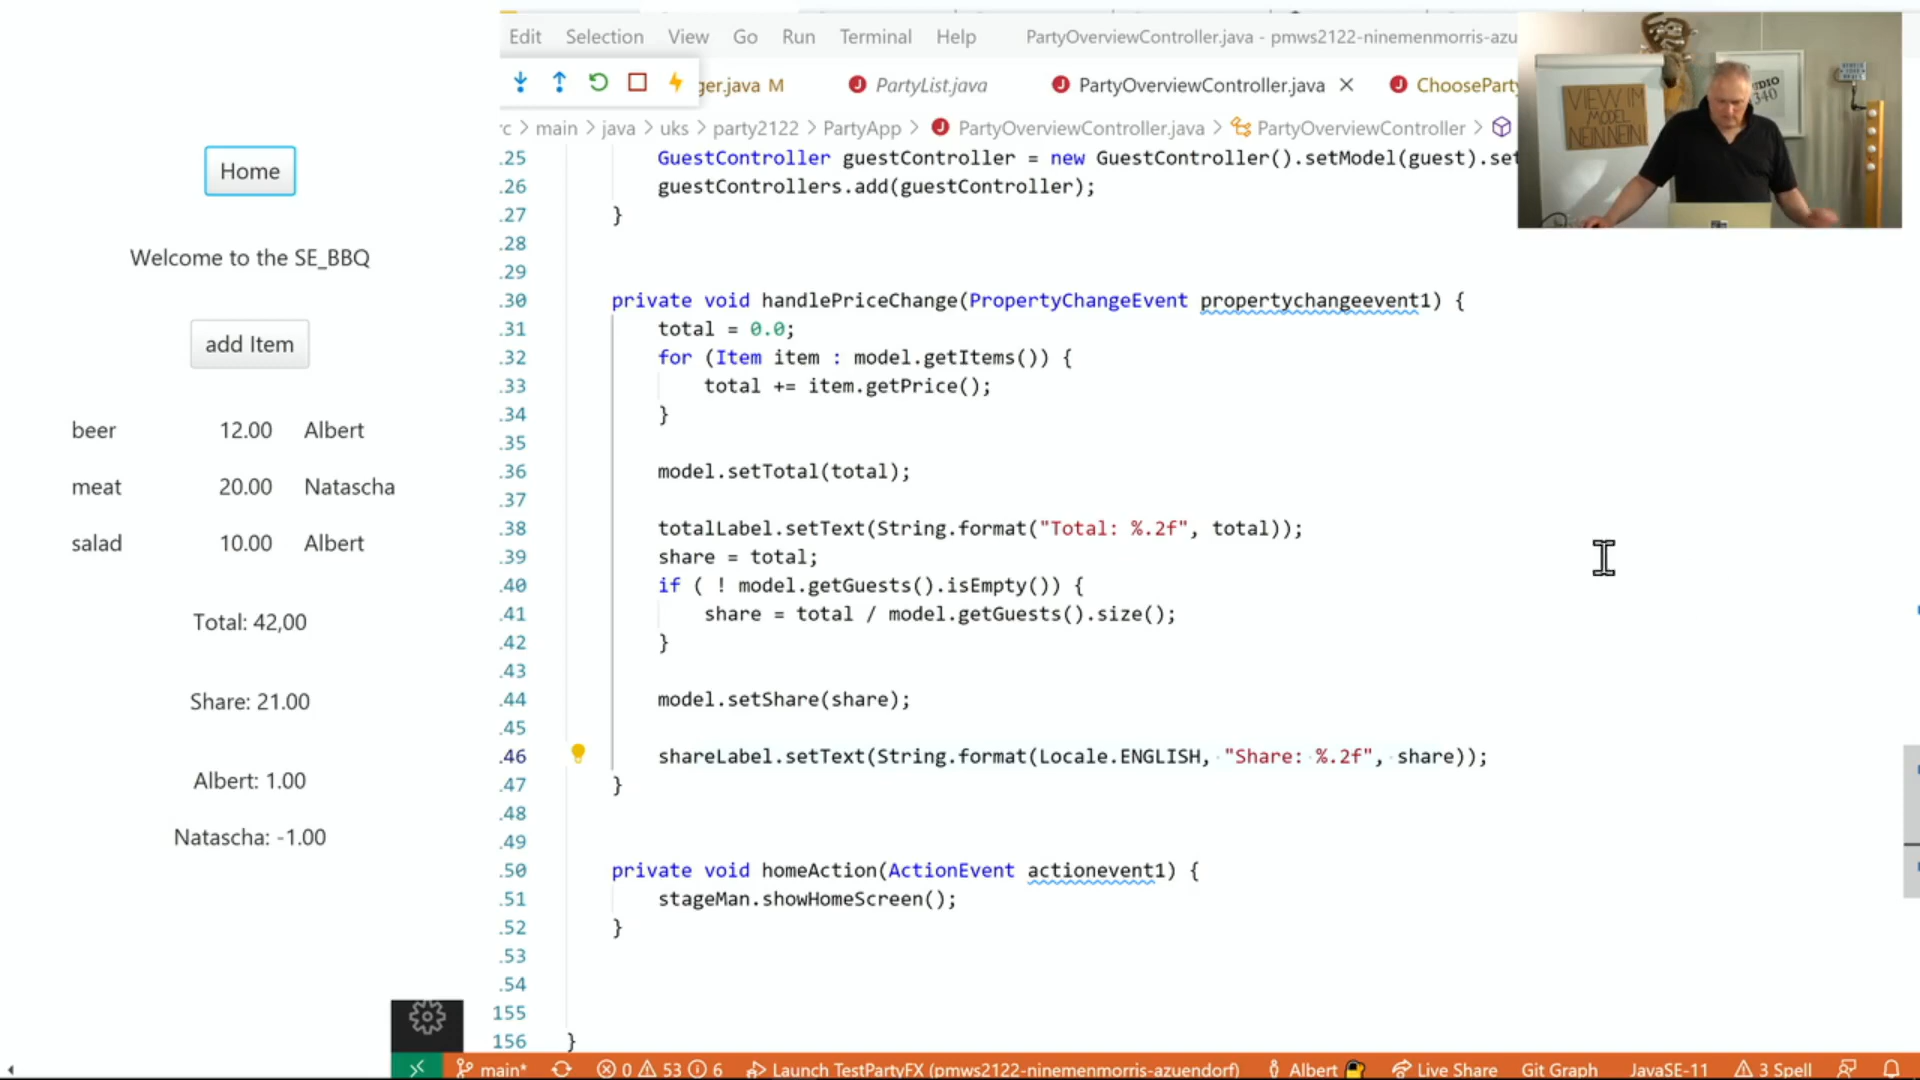 Edit Selection View Go Run Terminal Help PartyOverviewController.java - pmws2122-ninemenmorris-azu
ger.java M PartyList.java PartyOverviewController.java ChooseParty
rc > main > java > uks > party2122 > PartyApp > PartyOverviewController.java > PartyOverviewController >
Home
Welcome to the SE_BBQ
add Item
beer 12.00 Albert
meat 20.00 Natascha
salad 10.00 Albert
Total: 42,00
Share: 21.00
Albert: 1.00
Natascha: -1.00
.25 GuestController guestController = new GuestController().setModel(guest).set
.26 guestControllers.add(guestController);
.27 }
.28
.29
.30 private void handlePriceChange(PropertyChangeEvent propertychangeevent1) {
.31 total = 0.0;
.32 for (Item item : model.getItems()) {
.33 total += item.getPrice();
.34 }
.35
.36 model.setTotal(total);
.37
.38 totalLabel.setText(String.format("Total: %.2f", total));
.39 share = total;
.40 if ( ! model.getGuests().isEmpty()) {
.41 share = total / model.getGuests().size();
.42 }
.43
.44 model.setShare(share);
.45
.46 shareLabel.setText(String.format(Locale.ENGLISH, "Share: %.2f", share));
.47 }
.48
.49
.50 private void homeAction(ActionEvent actionevent1) {
.51 stageMan.showHomeScreen();
.52 }
.53
.54
155
156 }
VIEW IM
MODEL
NEIN NEIN!
main* 0 53 6 Launch TestPartyFX (pmws2122-ninemenmorris-azuendorf) Albert Live Share Git Graph JavaSE-11 3 Spell